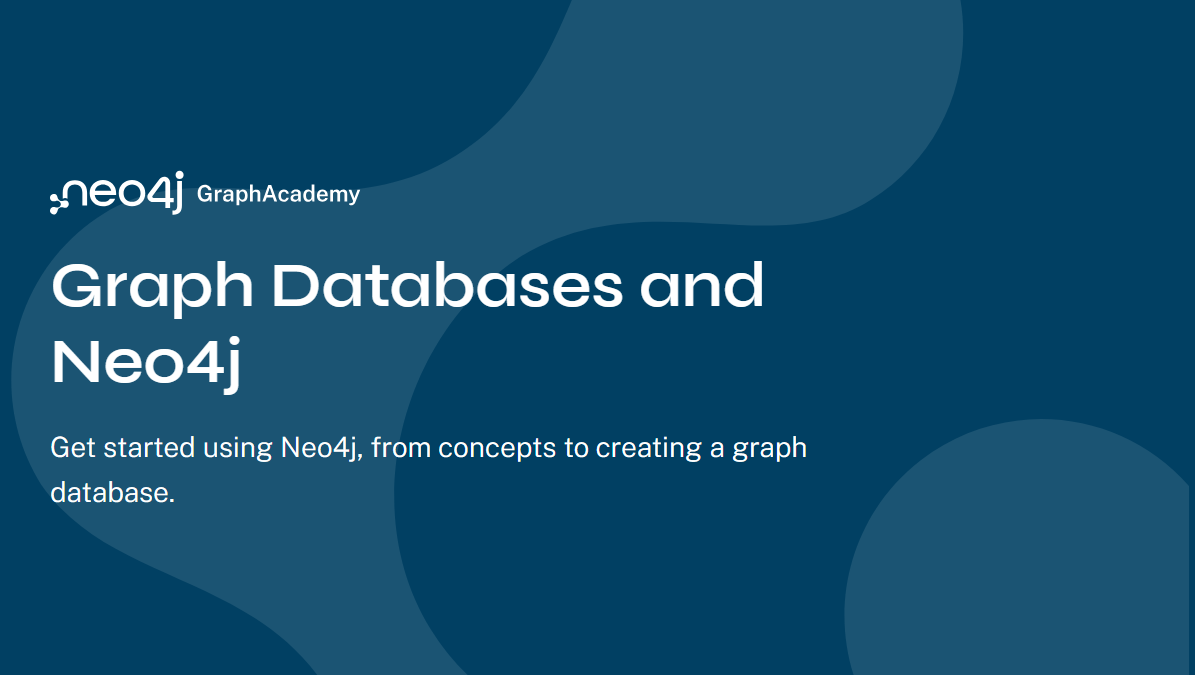 neo4j GraphAcademy
Graph Databases and
Neo4j
Get started using Neo4j, from concepts to creating a graph
database.